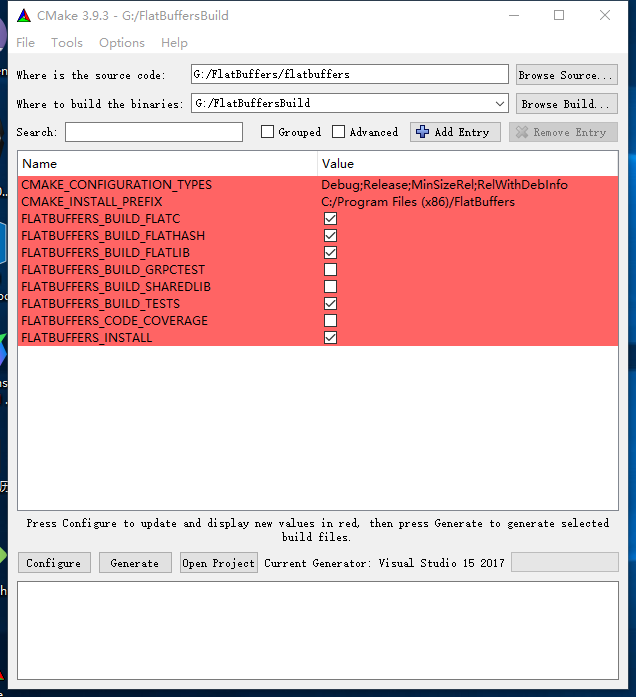 CMake 3.9.3 - G:/FlatBuffersBuild
File Tools Options Help
Where is the source code: G:/FlatBuffers/flatbuffers Browse Source...
Where to build the binaries: G:/FlatBuffersBuild Browse Build...
Search: Grouped Advanced Add Entry Remove Entry
Name Value
CMAKE_CONFIGURATION_TYPES Debug;Release;MinSizeRel;RelWithDebInfo
CMAKE_INSTALL_PREFIX C:/Program Files (x86)/FlatBuffers
FLATBUFFERS_BUILD_FLATC
FLATBUFFERS_BUILD_FLATHASH
FLATBUFFERS_BUILD_FLATLIB
FLATBUFFERS_BUILD_GRPCTEST
FLATBUFFERS_BUILD_SHAREDLIB
FLATBUFFERS_BUILD_TESTS
FLATBUFFERS_CODE_COVERAGE
FLATBUFFERS_INSTALL
Press Configure to update and display new values in red, then press Generate to generate selected
build files.
Configure Generate Open Project Current Generator: Visual Studio 15 2017